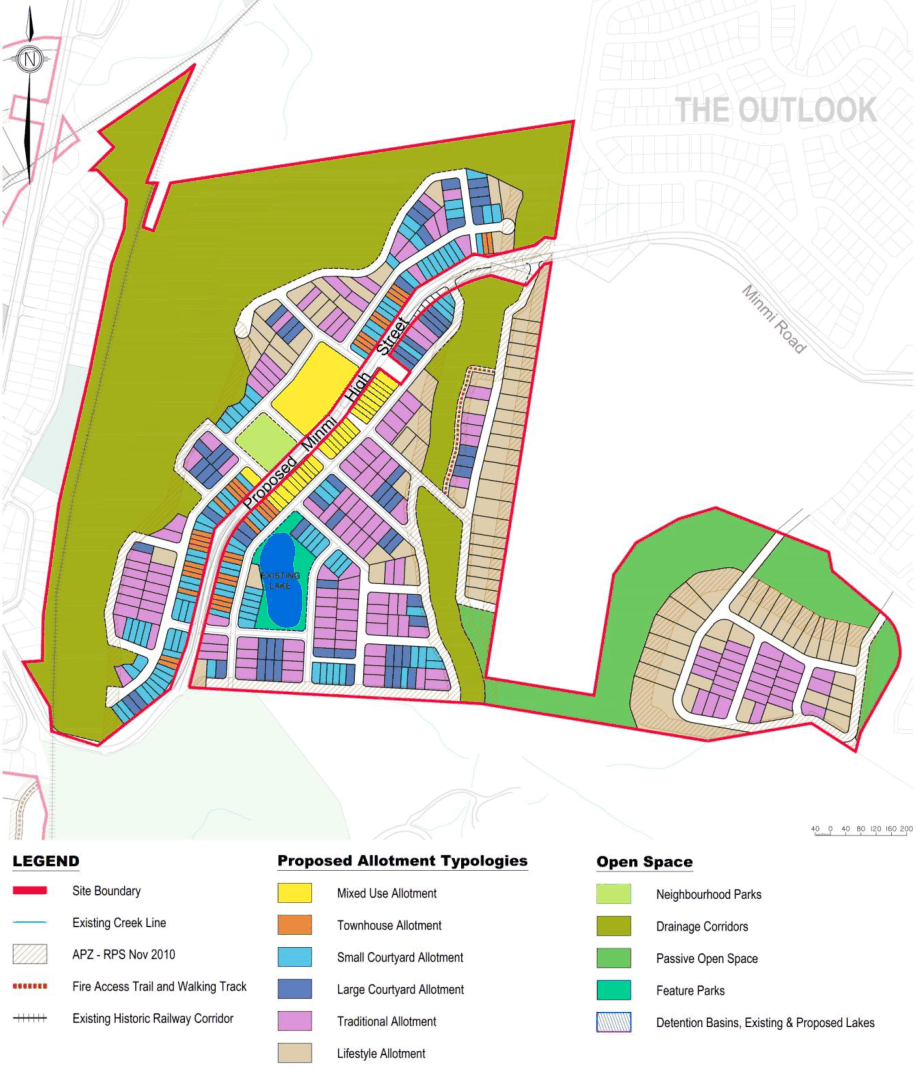 N
THE OUTLOOK
Minmi Road
Proposed Minmi High Street
EXISTING
LAKE
40 0 40 80 120 160 200
LEGEND
Site Boundary
Existing Creek Line
APZ - RPS Nov 2010
Fire Access Trail and Walking Track
Existing Historic Railway Corridor
Proposed Allotment Typologies
Mixed Use Allotment
Townhouse Allotment
Small Courtyard Allotment
Large Courtyard Allotment
Traditional Allotment
Lifestyle Allotment
Open Space
Neighbourhood Parks
Drainage Corridors
Passive Open Space
Feature Parks
Detention Basins, Existing & Proposed Lakes